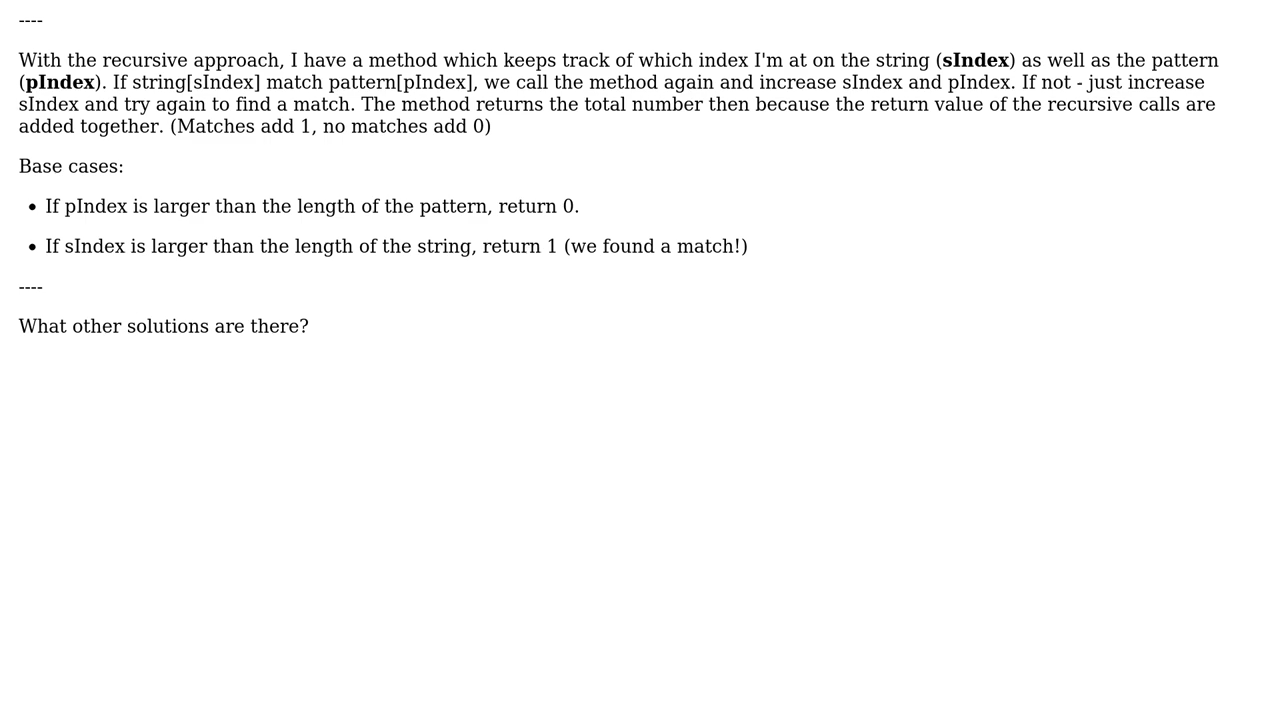 ----
With the recursive approach, I have a method which keeps track of which index I'm at on the string (sIndex) as well as the pattern
(pIndex). If string[sIndex] match pattern[pIndex], we call the method again and increase sIndex and pIndex. If not - just increase
sIndex and try again to find a match. The method returns the total number then because the return value of the recursive calls are
added together. (Matches add 1, no matches add 0)
Base cases:
• If pIndex is larger than the length of the pattern, return 0.
• If sIndex is larger than the length of the string, return 1 (we found a match!)
----
What other solutions are there?